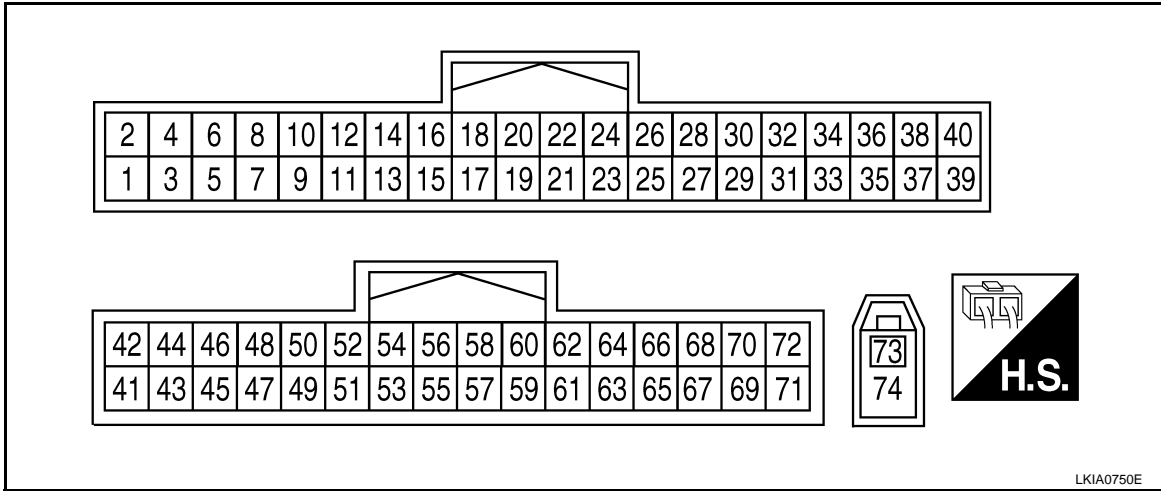 2 4 6 8 10 12 14 16 18 20 22 24 26 28 30 32 34 36 38 40
1 3 5 7 9 11 13 15 17 19 21 23 25 27 29 31 33 35 37 39
42 44 46 48 50 52 54 56 58 60 62 64 66 68 70 72
41 43 45 47 49 51 53 55 57 59 61 63 65 67 69 71
73
74
H.S.
LKIA0750E